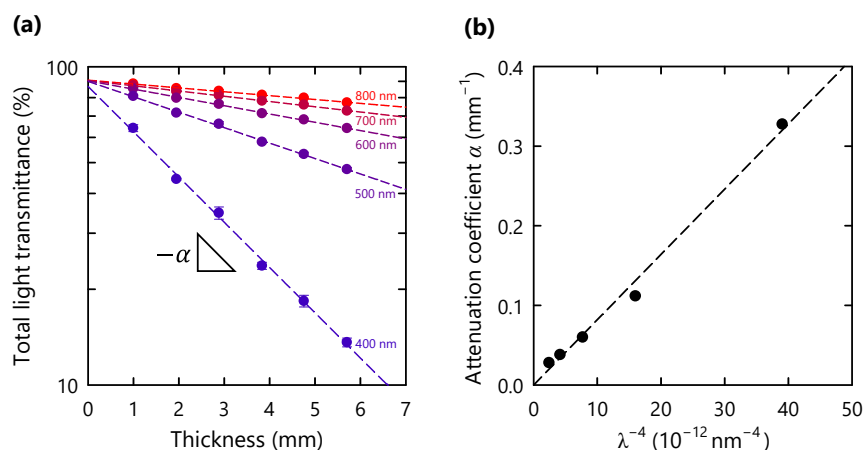 (a)
100
10
Total light transmittance (%)
800 nm
700 nm
600 nm
500 nm
400 nm
−α
0 1 2 3 4 5 6 7
Thickness (mm)
(b)
0.4
0.3
0.2
0.1
0.0
Attenuation coefficient α (mm⁻¹)
0 10 20 30 40 50
λ⁻⁴ (10⁻¹² nm⁻⁴)